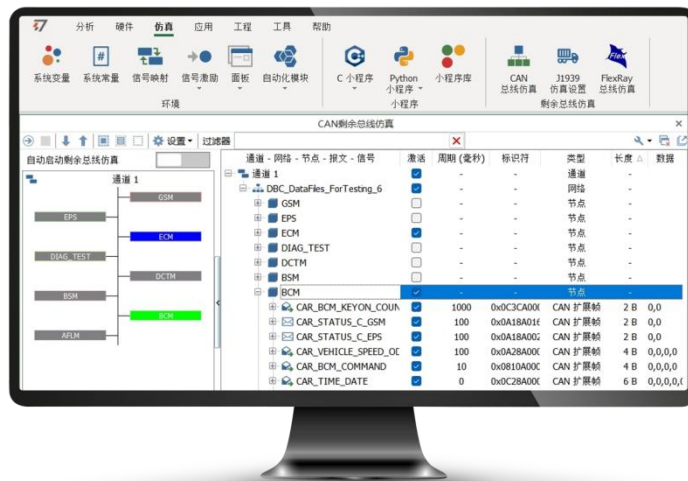 分析 硬件 仿真 应用 工程 工具 帮助
系统变量 系统常量 信号映射 信号激励 面板 自动化模块 C 小程序 Python 小程序 小程序库 CAN 总线仿真 J1939 仿真设置 FlexRay 总线仿真
环境 小程序 剩余总线仿真
CAN剩余总线仿真
设置 过滤器
自动启动剩余总线仿真
通道 1
GSM
EPS
ECM
DIAG_TEST
DCTM
BSM
BCM
AFLM
通道 - 网络 - 节点 - 报文 - 信号 激活 周期 (毫秒) 标识符 类型 长度 数据
通道 1 - - 通道 -
DBC_DataFiles_ForTesting_6 - - 网络 -
GSM - - 节点 -
EPS - - 节点 -
ECM - - 节点 -
DIAG_TEST - - 节点 -
DCTM - - 节点 -
BSM - - 节点 -
BCM - - 节点 -
CAR_BCM_KEYON_COUN 1000 0x0C3CA00( CAN 扩展帧 2 B 0,0
CAR_STATUS_C_GSM 100 0x0A18A01( CAN 扩展帧 2 B 0,0
CAR_STATUS_C_EPS 100 0x0A18A00: CAN 扩展帧 2 B 0,0
CAR_VEHICLE_SPEED_OD 100 0x0A28A00( CAN 扩展帧 4 B 0,0,0,0
CAR_BCM_COMMAND 10 0x0810A00( CAN 扩展帧 4 B 0,0,0,0
CAR_TIME_DATE 0 0x0C28A00( CAN 扩展帧 6 B 0,0,0,0,(